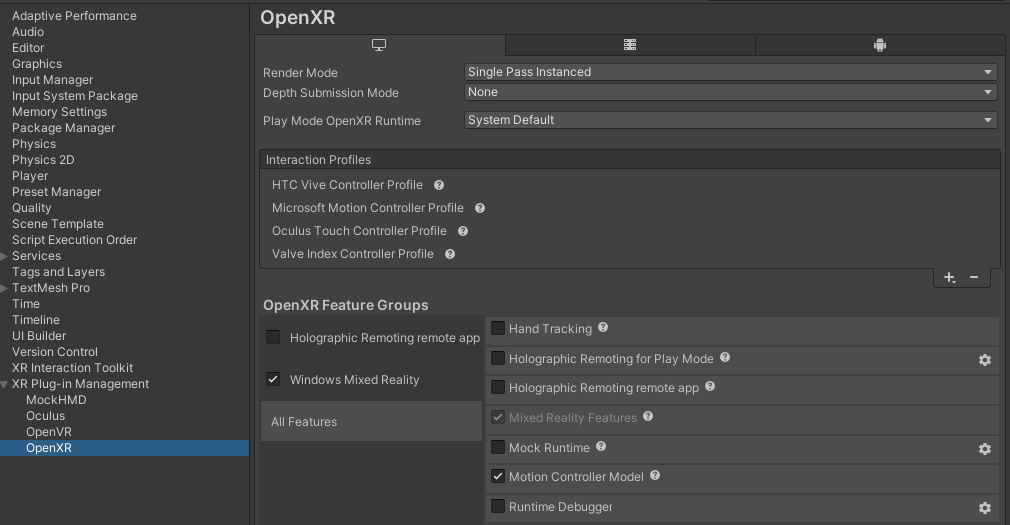 Adaptive Performance
Audio
Editor
Graphics
Input Manager
Input System Package
Memory Settings
Package Manager
Physics
Physics 2D
Player
Preset Manager
Quality
Scene Template
Script Execution Order
Services
Tags and Layers
TextMesh Pro
Time
Timeline
UI Builder
Version Control
XR Interaction Toolkit
XR Plug-in Management
MockHMD
Oculus
OpenVR
OpenXR
OpenXR
Render Mode Single Pass Instanced
Depth Submission Mode None
Play Mode OpenXR Runtime System Default
Interaction Profiles
HTC Vive Controller Profile
Microsoft Motion Controller Profile
Oculus Touch Controller Profile
Valve Index Controller Profile
OpenXR Feature Groups
Holographic Remoting remote app
Windows Mixed Reality
All Features
Hand Tracking
Holographic Remoting for Play Mode
Holographic Remoting remote app
Mixed Reality Features
Mock Runtime
Motion Controller Model
Runtime Debugger